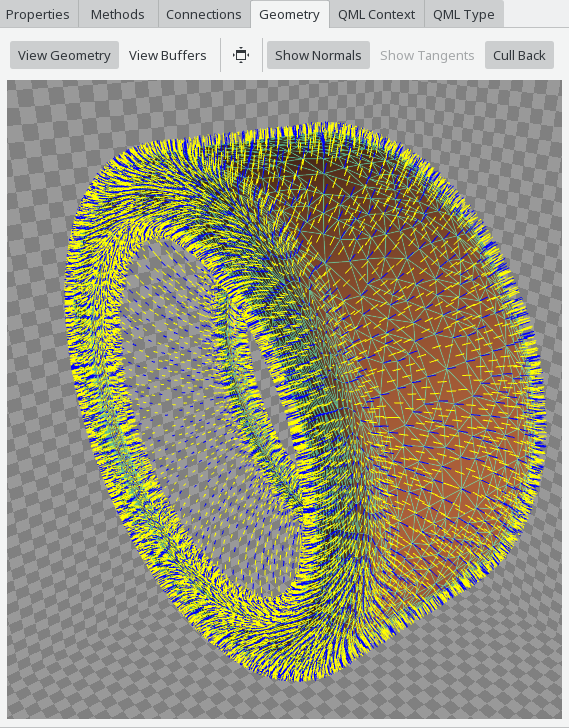 Properties Methods Connections Geometry QML Context QML Type
View Geometry View Buffers Show Normals Show Tangents Cull Back